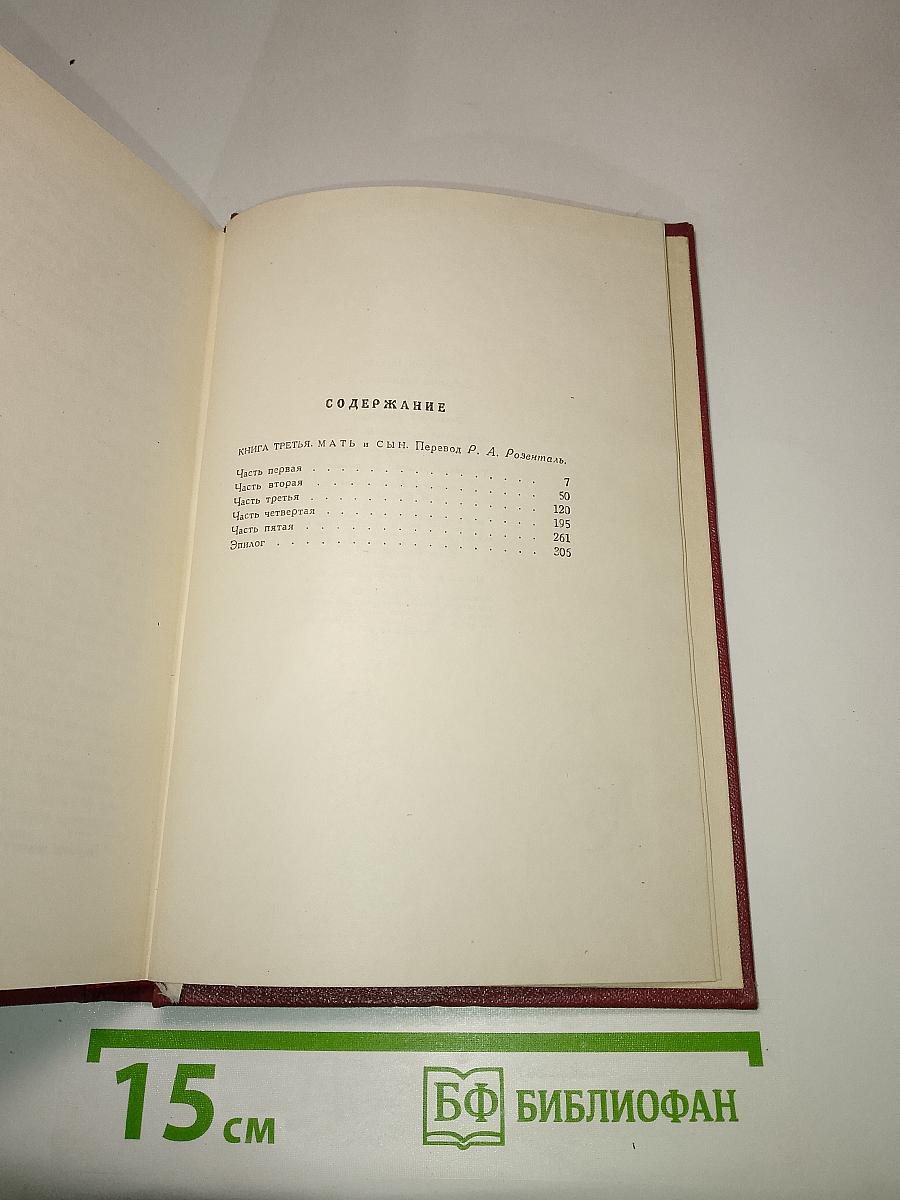 СОДЕРЖАНИЕ
КНИГА ТРЕТЬЯ. МАТЬ и СЫН. Перевод Р. А. Розенталь.
Часть первая . . . . . . . . . . . . . . . . 7
Часть вторая . . . . . . . . . . . . . . . . 50
Часть третья . . . . . . . . . . . . . . . . 120
Часть четвертая . . . . . . . . . . . . . . . 195
Часть пятая . . . . . . . . . . . . . . . . 261
Эпилог . . . . . . . . . . . . . . . . . . 305
15 см
БФ БИБЛИОФАН